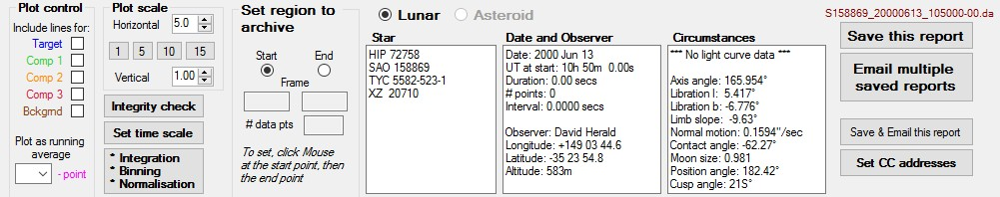 Plot control
Include lines for:
Target
Comp 1
Comp 2
Comp 3
Bckgrnd
Plot as running
average
- point
Plot scale
Horizontal 5.0
1 5 10 15
Vertical 1.00
Integrity check
Set time scale
* Integration
* Binning
* Normalisation
Set region to
archive
Start End
Frame
# data pts
To set, click Mouse
at the start point, then
the end point
Lunar Asteroid
Star
HIP 72758
SAO 158869
TYC 5582-523-1
XZ 20710
Date and Observer
Date: 2000 Jun 13
UT at start: 10h 50m 0.00s
Duration: 0.00 secs
# points: 0
Interval: 0.0000 secs
Observer: David Herald
Longitude: +149 03 44.6
Latitude: -35 23 54.8
Altitude: 583m
Circumstances
*** No light curve data ***
Axis angle: 165.954°
Libration l: 5.417°
Libration b: -6.776°
Limb slope: -9.63°
Normal motion: 0.1594"/sec
Contact angle: -62.27°
Moon size: 0.981
Position angle: 182.42°
Cusp angle: 21S°
S158869_20000613_105000-00.da
Save this report
Email multiple
saved reports
Save & Email this report
Set CC addresses